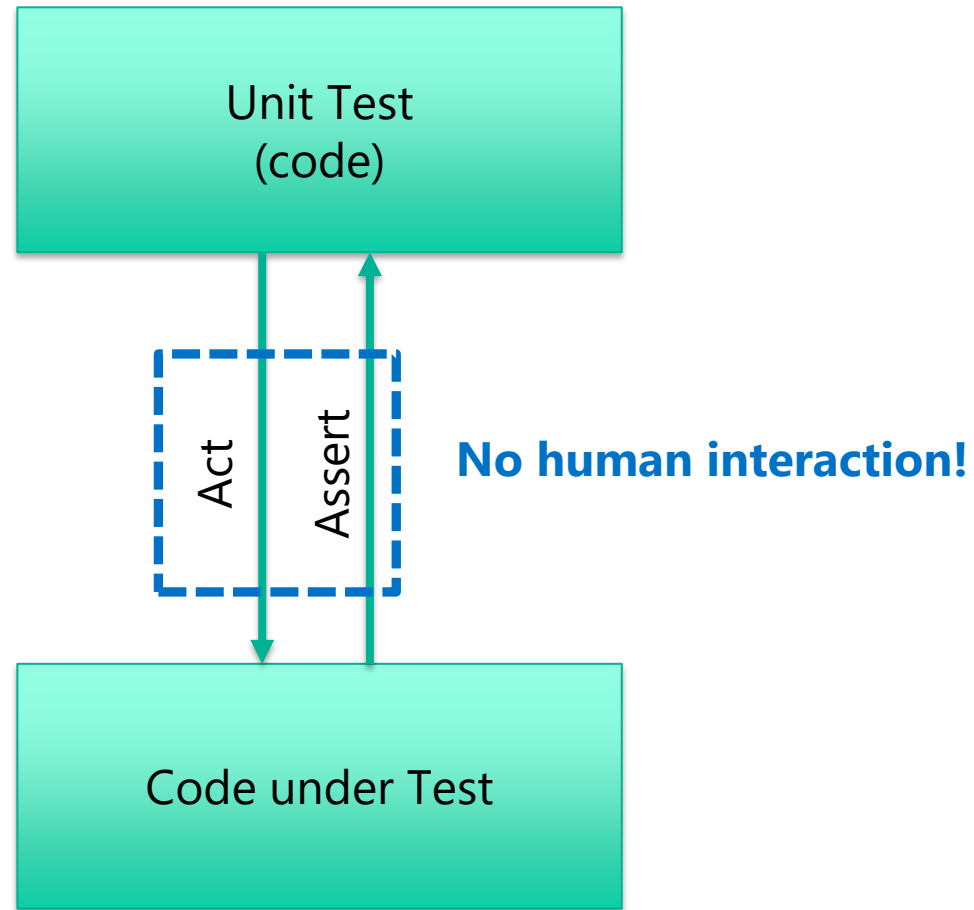 Unit Test
(code)
Act
Assert
No human interaction!
Code under Test